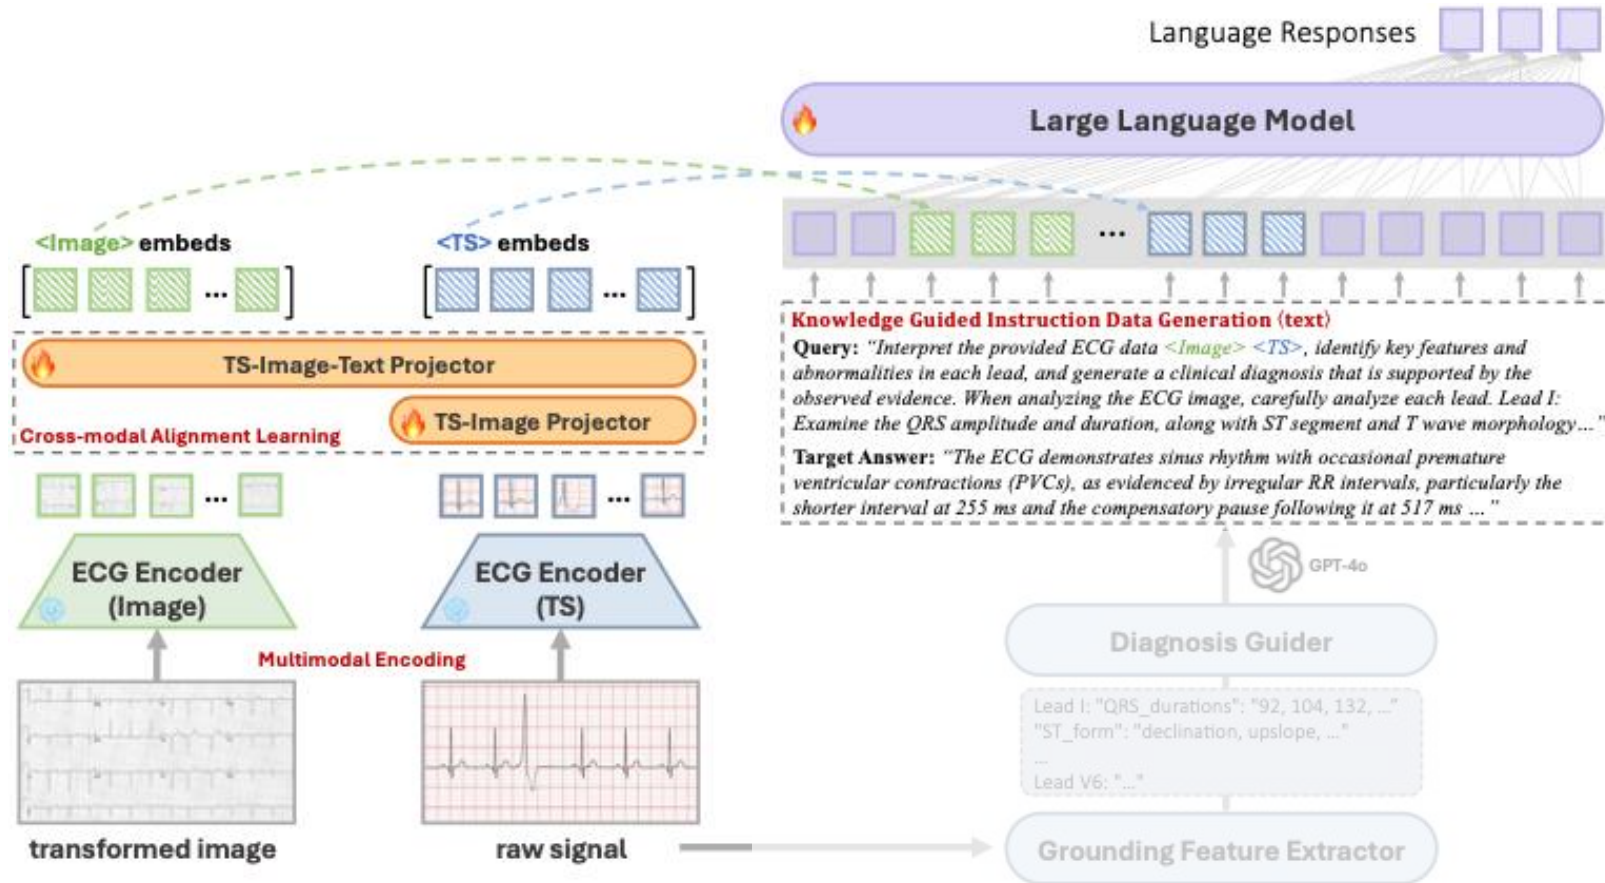 Language Responses
Large Language Model
<Image> embeds
<TS> embeds
[ ... ]
[ ... ]
...
TS-Image-Text Projector
TS-Image Projector
Cross-modal Alignment Learning
...
...
ECG Encoder
(Image)
ECG Encoder
(TS)
Multimodal Encoding
transformed image
raw signal
Knowledge Guided Instruction Data Generation (text)
Query: “Interpret the provided ECG data <Image> <TS>, identify key features and
abnormalities in each lead, and generate a clinical diagnosis that is supported by the
observed evidence. When analyzing the ECG image, carefully analyze each lead. Lead I:
Examine the QRS amplitude and duration, along with ST segment and T wave morphology…”
Target Answer: “The ECG demonstrates sinus rhythm with occasional premature
ventricular contractions (PVCs), as evidenced by irregular RR intervals, particularly the
shorter interval at 255 ms and the compensatory pause following it at 517 ms …”
GPT-4o
Diagnosis Guider
Lead I: "QRS_durations": "92, 104, 132, …"
"ST_form": "declination, upslope, …"
...
Lead V6: "…"
Grounding Feature Extractor